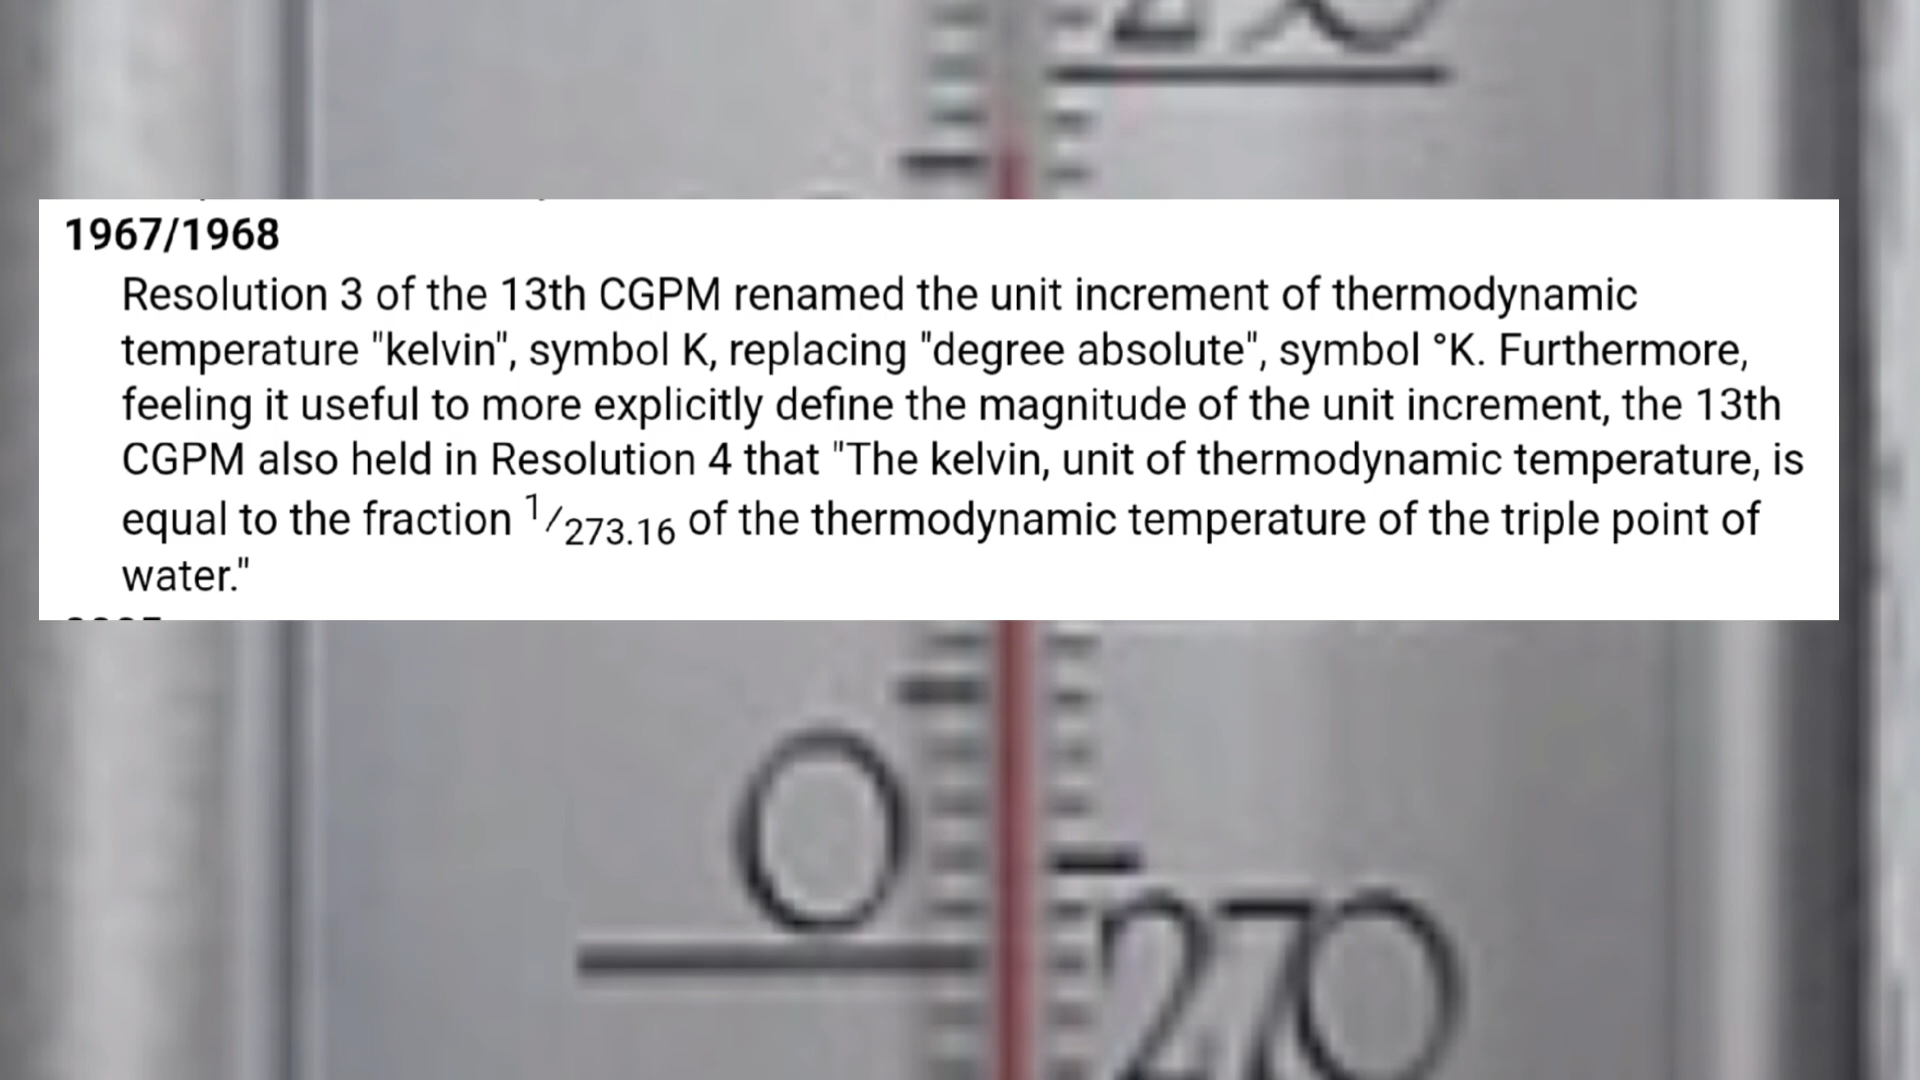 1967/1968
Resolution 3 of the 13th CGPM renamed the unit increment of thermodynamic
temperature "kelvin", symbol K, replacing "degree absolute", symbol °K. Furthermore,
feeling it useful to more explicitly define the magnitude of the unit increment, the 13th
CGPM also held in Resolution 4 that "The kelvin, unit of thermodynamic temperature, is
equal to the fraction 1/273.16 of the thermodynamic temperature of the triple point of
water."
0
270